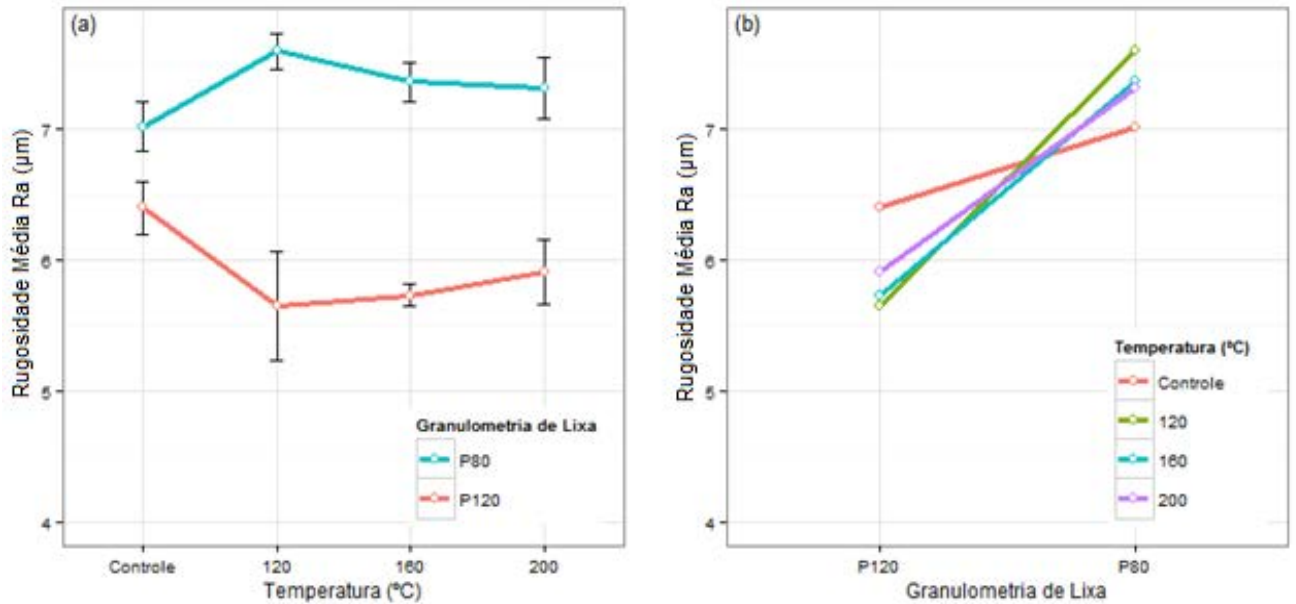 (a)
Rugosidade Média Ra (µm)
7
6
5
4
Controle 120 160 200
Temperatura (ºC)
Granulometria de Lixa
P80
P120
(b)
Rugosidade Média Ra (µm)
7
6
5
4
P120 P80
Granulometria de Lixa
Temperatura (ºC)
Controle
120
160
200